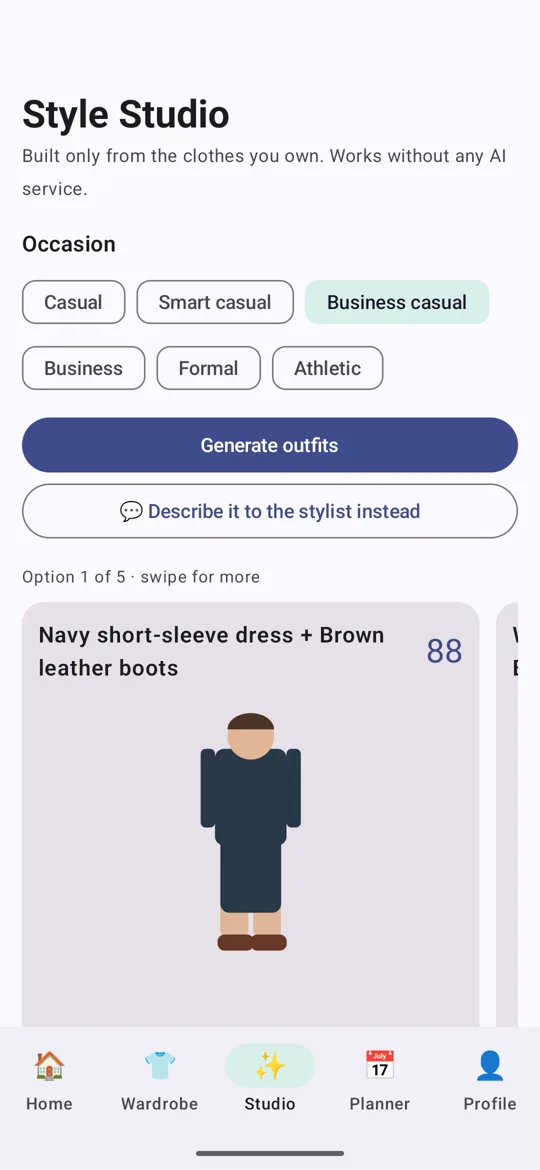 Style Studio
Built only from the clothes you own. Works without any AI
service.
Occasion
Casual
Smart casual
Business casual
Business
Formal
Athletic
Generate outfits
💬 Describe it to the stylist instead
Option 1 of 5 · swipe for more
Navy short-sleeve dress + Brown
leather boots
88
July
17
Home
Wardrobe
Studio
Planner
Profile